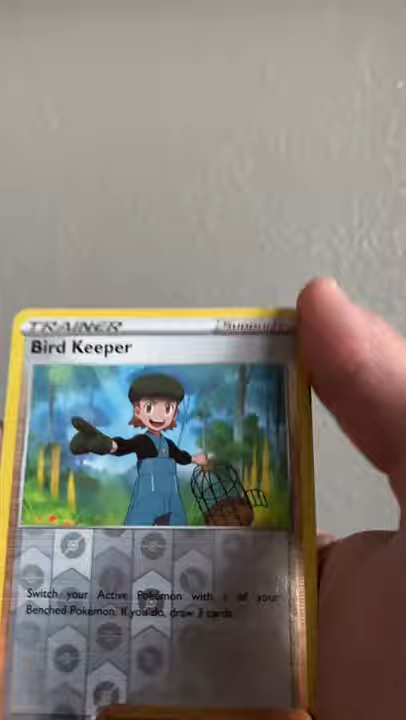 TRAINER Supporter
Bird Keeper
Switch your Active Pokémon with 1 of your
Benched Pokémon. If you do, draw 3 cards.